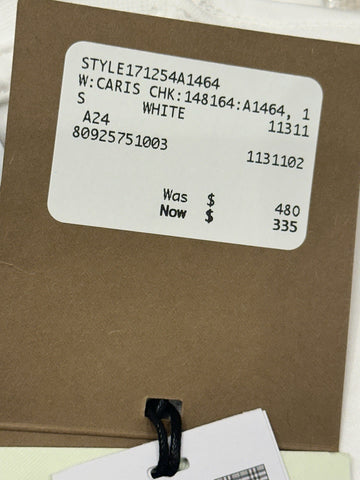 STYLE171254A1464
W:CARIS CHK:148164:A1464, 1
S WHITE 11311
A24
80925751003 1131102
Was $ 480
Now $ 335